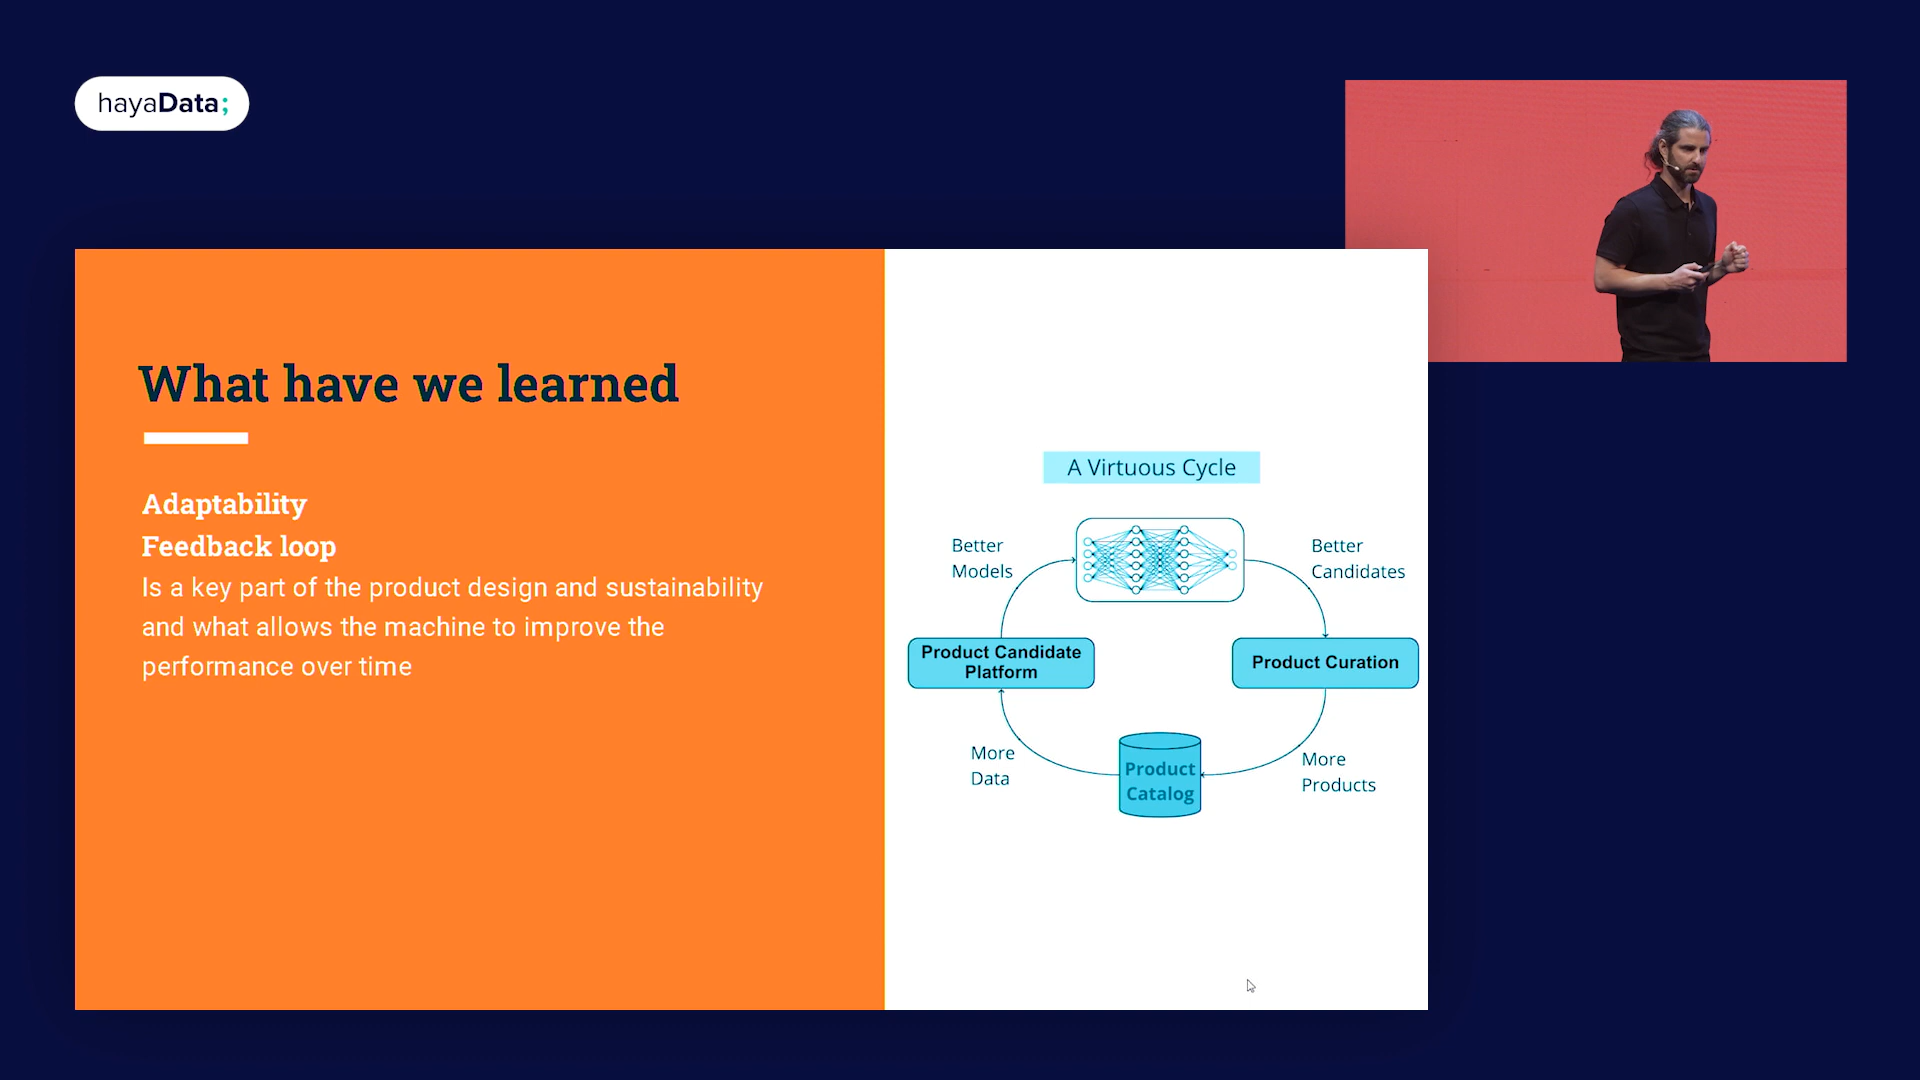 hayaData;
What have we learned
Adaptability
Feedback loop
Is a key part of the product design and sustainability
and what allows the machine to improve the
performance over time
A Virtuous Cycle
Better
Models
Better
Candidates
Product Candidate
Platform
Product Curation
More
Data
Product
Catalog
More
Products